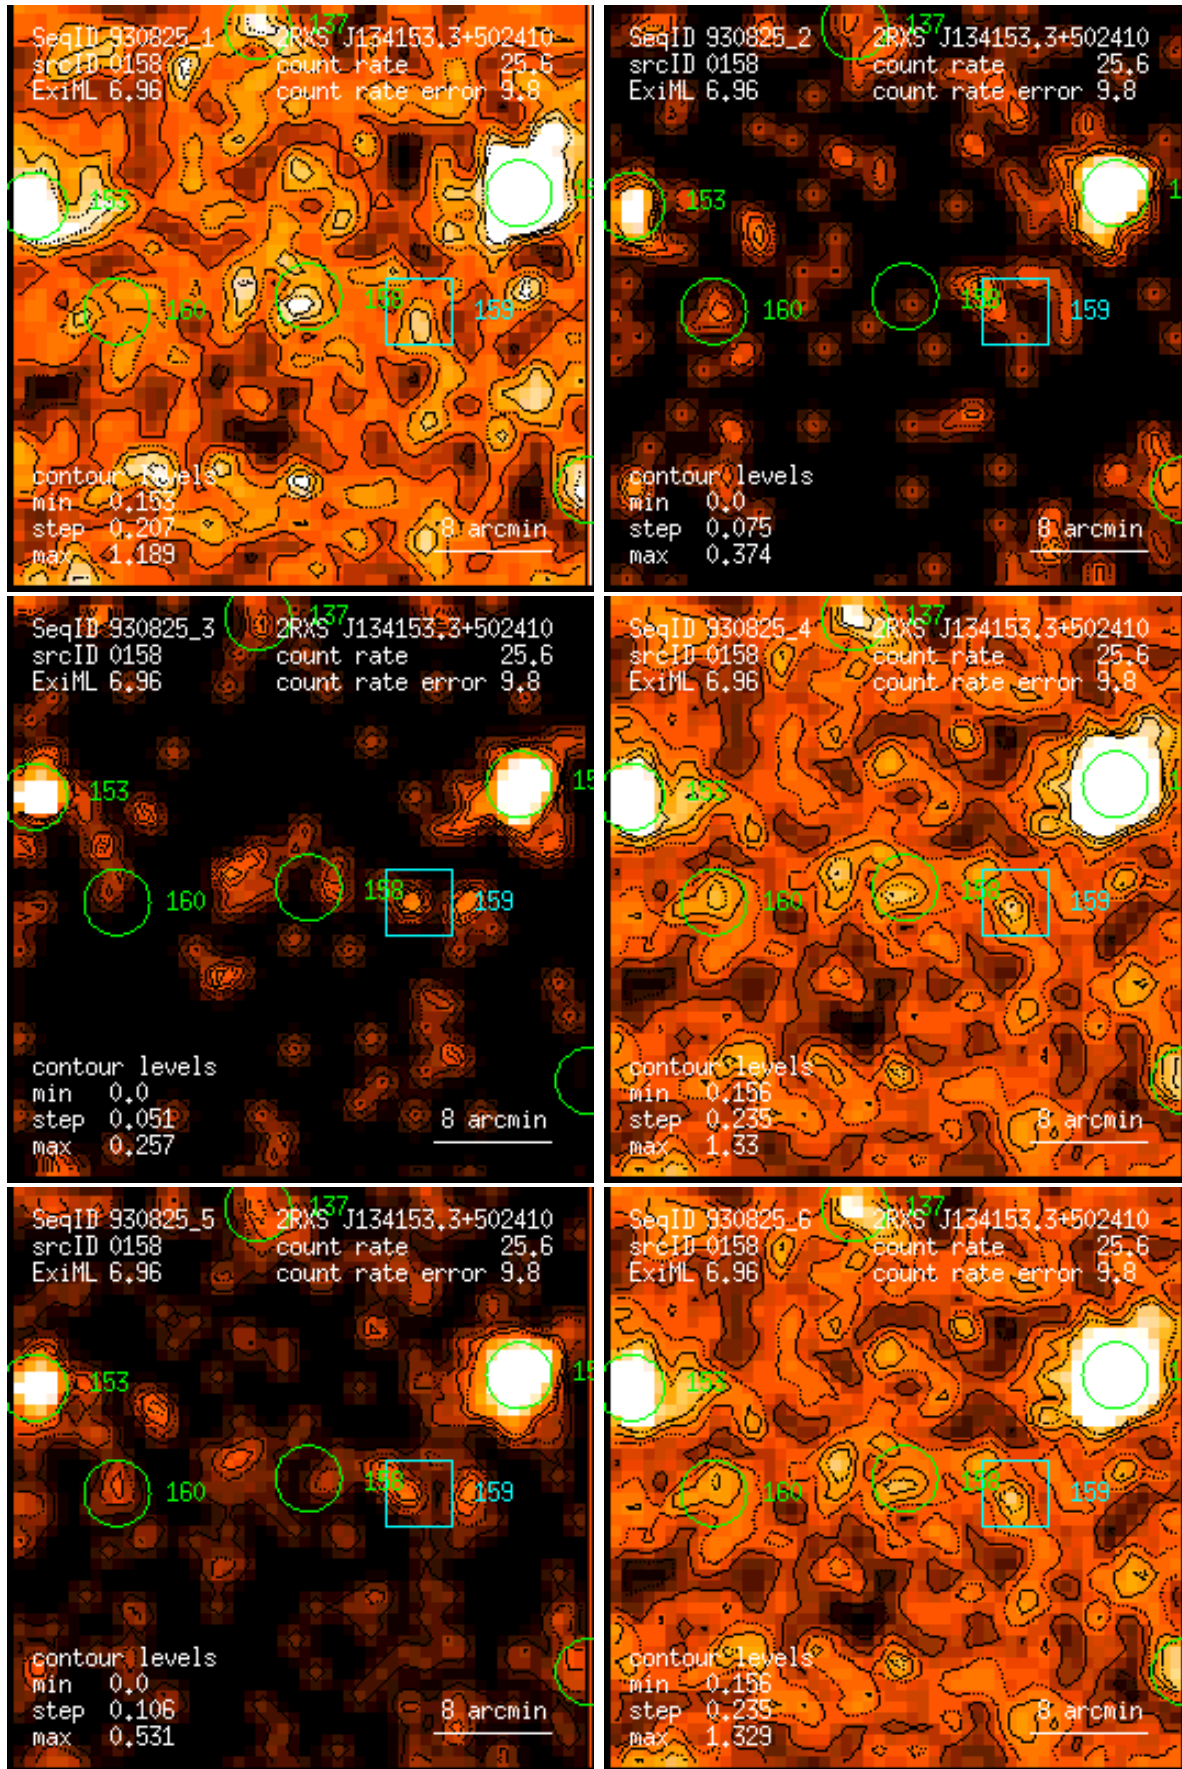 137
SeqID 930825_1 2RXS J134153.3+502410
srcID 0158 count rate 25.6
ExiML 6.96 count rate error 9.8
153
160
158
159
contour levels
min 0.153
step 0.207
max 1.189
8 arcmin
137
SeqID 930825_2 2RXS J134153.3+502410
srcID 0158 count rate 25.6
ExiML 6.96 count rate error 9.8
153
160
158
159
contour levels
min 0.0
step 0.075
max 0.374
8 arcmin
137
SeqID 930825_3 2RXS J134153.3+502410
srcID 0158 count rate 25.6
ExiML 6.96 count rate error 9.8
153
160
158
159
contour levels
min 0.0
step 0.051
max 0.257
8 arcmin
137
SeqID 930825_4 2RXS J134153.3+502410
srcID 0158 count rate 25.6
ExiML 6.96 count rate error 9.8
153
160
158
159
contour levels
min 0.156
step 0.235
max 1.33
8 arcmin
137
SeqID 930825_5 2RXS J134153.3+502410
srcID 0158 count rate 25.6
ExiML 6.96 count rate error 9.8
153
160
158
159
contour levels
min 0.0
step 0.106
max 0.531
8 arcmin
137
SeqID 930825_6 2RXS J134153.3+502410
srcID 0158 count rate 25.6
ExiML 6.96 count rate error 9.8
153
160
158
159
contour levels
min 0.156
step 0.235
max 1.329
8 arcmin